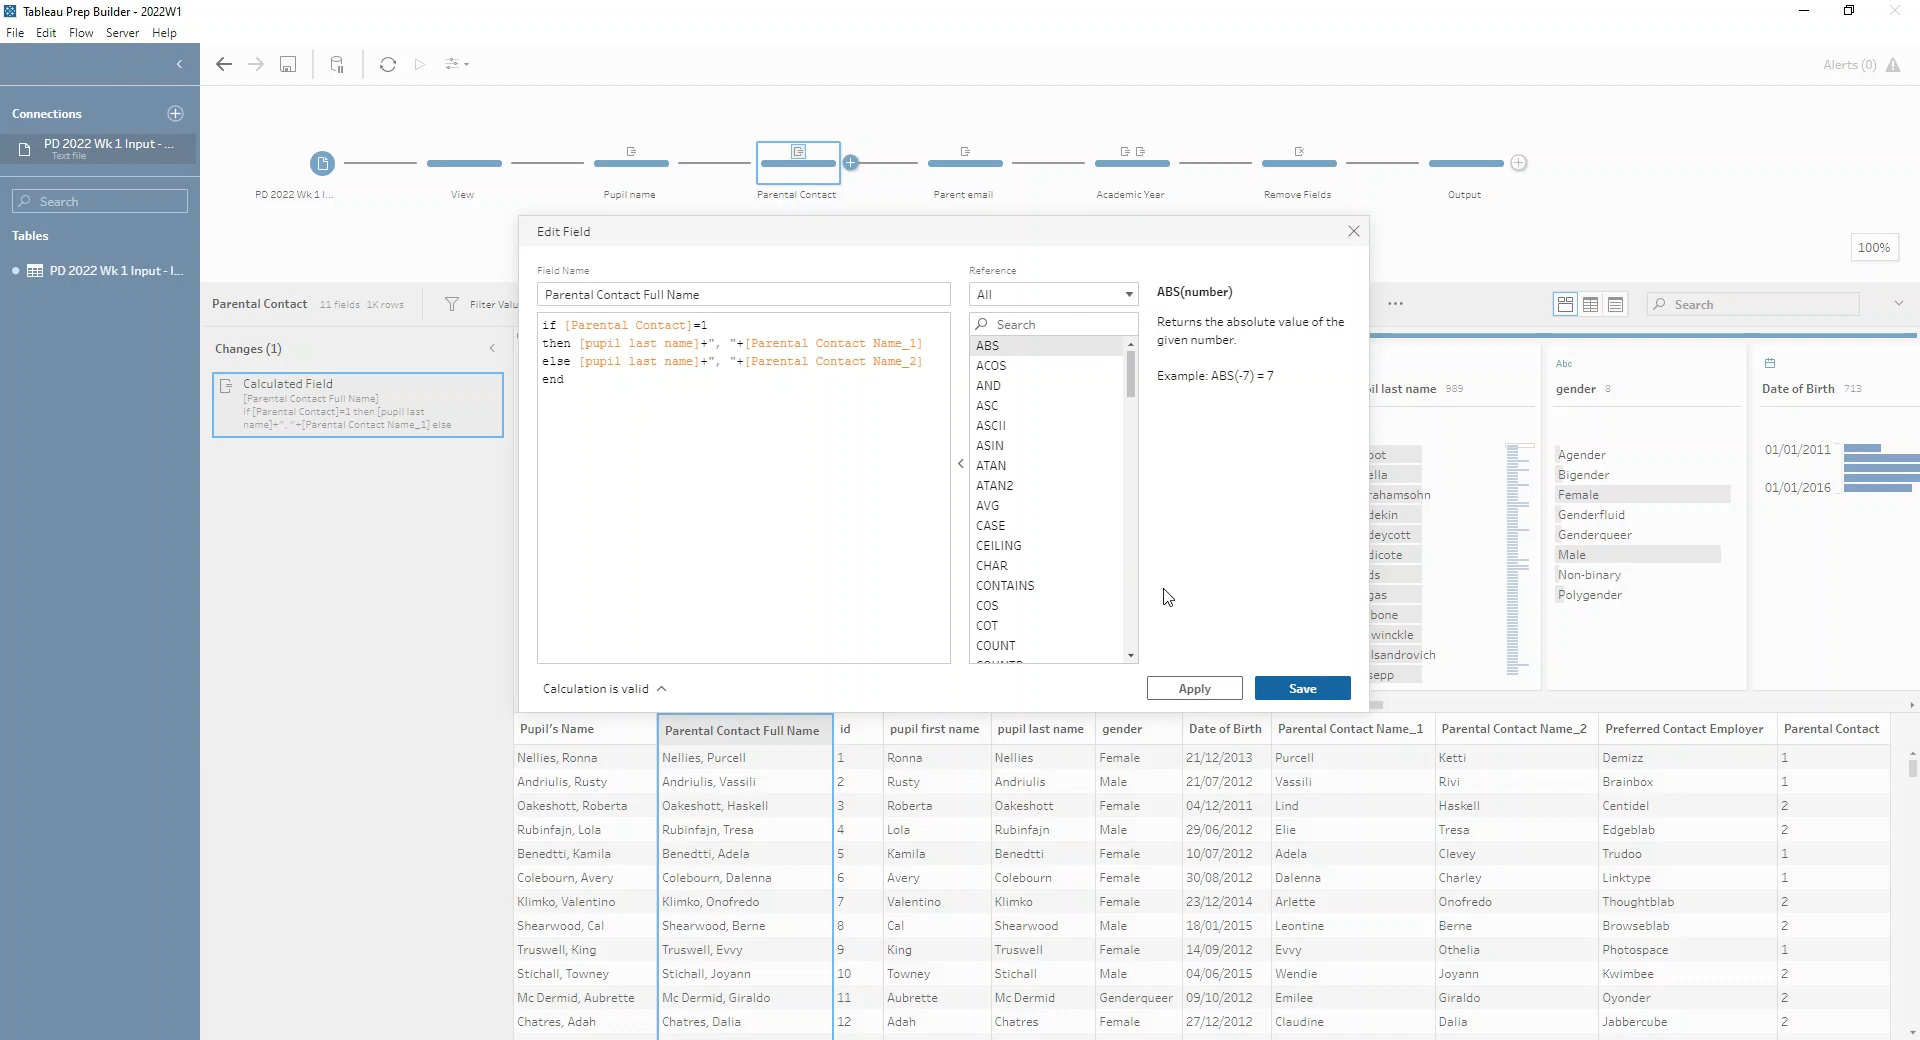 Tableau Prep Builder - 2022W1
File Edit Flow Server Help
Alerts (0)
Connections
PD 2022 Wk 1 Input - ...
Text file
Search
Tables
PD 2022 Wk 1 Input - I...
PD 2022 Wk 1 I...
View
Pupil name
Parental Contact
Parent email
Academic Year
Remove Fields
Output
100%
Parental Contact 11 fields 1K rows
Filter Valu
Search
Changes (1)
Calculated Field
[Parental Contact Full Name]
if [Parental Contact]=1 then [pupil last
name]+", "+[Parental Contact Name_1] else
Edit Field
Field Name
Parental Contact Full Name
if [Parental Contact]=1
then [pupil last name]+", "+[Parental Contact Name_1]
else [pupil last name]+", "+[Parental Contact Name_2]
end
Reference
All
Search
ABS
ACOS
AND
ASC
ASCII
ASIN
ATAN
ATAN2
AVG
CASE
CEILING
CHAR
CONTAINS
COS
COT
COUNT
ABS(number)
Returns the absolute value of the
given number.
Example: ABS(-7) = 7
Calculation is valid
Apply
Save
il last name 989
ella
rahamsohn
dekin
deycott
dicote
ds
gas
bone
winckle
lsandrovich
sepp
Abc
gender 8
Agender
Bigender
Female
Genderfluid
Genderqueer
Male
Non-binary
Polygender
Date of Birth 713
01/01/2011
01/01/2016
Pupil's Name Parental Contact Full Name id pupil first name pupil last name gender Date of Birth Parental Contact Name_1 Parental Contact Name_2 Preferred Contact Employer Parental Contact
Nellies, Ronna Nellies, Purcell 1 Ronna Nellies Female 21/12/2013 Purcell Ketti Demizz 1
Andriulis, Rusty Andriulis, Vassili 2 Rusty Andriulis Male 21/07/2012 Vassili Rivi Brainbox 1
Oakeshott, Roberta Oakeshott, Haskell 3 Roberta Oakeshott Female 04/12/2011 Lind Haskell Centidel 2
Rubinfajn, Lola Rubinfajn, Tresa 4 Lola Rubinfajn Male 29/06/2012 Elie Tresa Edgeblab 2
Benedtti, Kamila Benedtti, Adela 5 Kamila Benedtti Female 10/07/2012 Adela Clevey Trudoo 1
Colebourn, Avery Colebourn, Dalenna 6 Avery Colebourn Female 30/08/2012 Dalenna Charley Linktype 1
Klimko, Valentino Klimko, Onofredo 7 Valentino Klimko Female 23/12/2014 Arlette Onofredo Thoughtblab 2
Shearwood, Cal Shearwood, Berne 8 Cal Shearwood Male 18/01/2015 Leontine Berne Browseblab 2
Truswell, King Truswell, Evvy 9 King Truswell Female 14/09/2012 Evvy Othelia Photospace 1
Stichall, Towney Stichall, Joyann 10 Towney Stichall Male 04/06/2015 Wendie Joyann Kwimbee 2
Mc Dermid, Aubrette Mc Dermid, Giraldo 11 Aubrette Mc Dermid Genderqueer 09/10/2012 Emilee Giraldo Oyonder 2
Chatres, Adah Chatres, Dalia 12 Adah Chatres Female 27/12/2012 Claudine Dalia Jabbercube 2